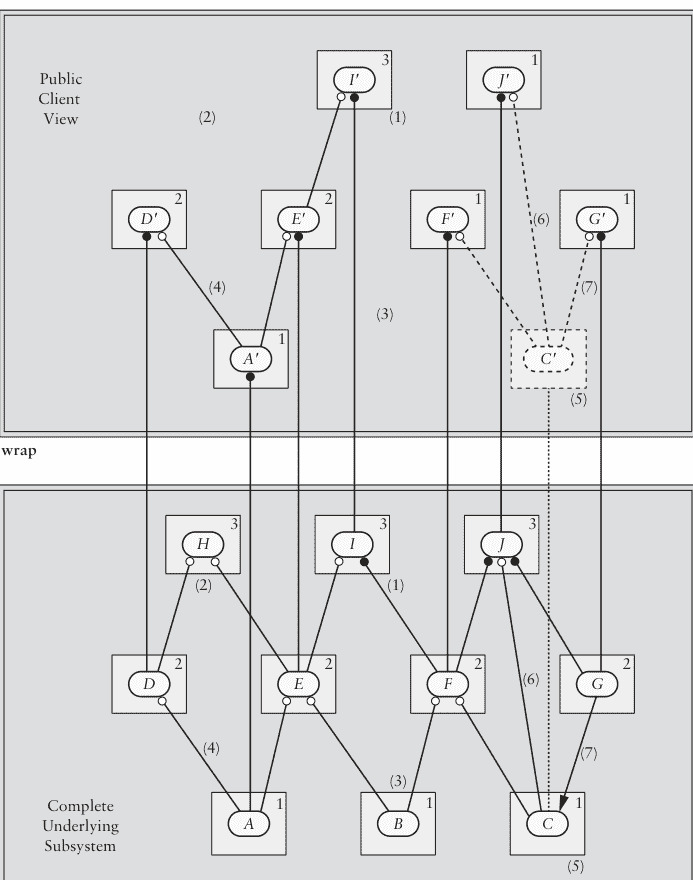 3
1
I′
J′
Public
Client
View
(2)
(1)
2
2
1
1
D′
E′
F′
G′
(6)
(4)
(7)
(3)
1
A′
C′
(5)
wrap
3
3
3
H
I
J
(2)
(1)
2
2
2
2
D
E
F
G
(6)
(4)
(7)
(3)
1
1
1
Complete
Underlying
Subsystem
A
B
C
(5)